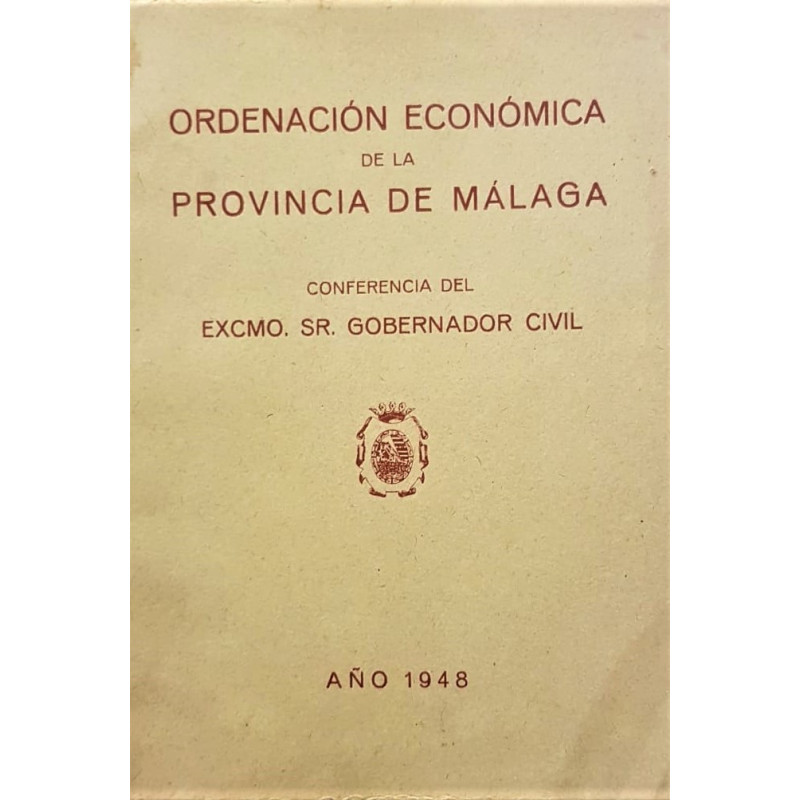 ORDENACIÓN ECONÓMICA
DE LA
PROVINCIA DE MÁLAGA
CONFERENCIA DEL
EXCMO. SR. GOBERNADOR CIVIL
AÑO 1948